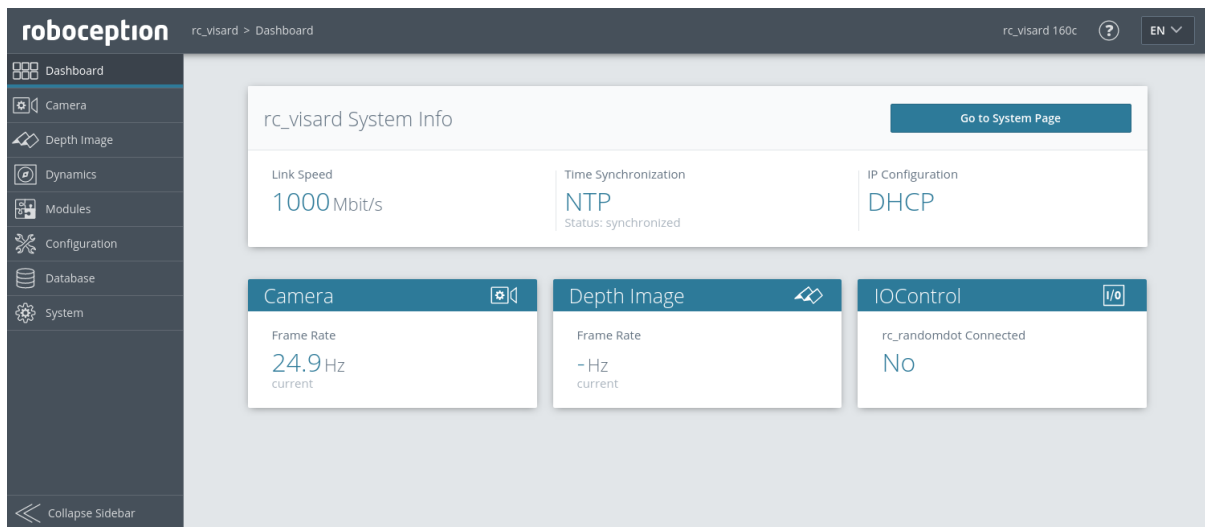 roboception
rc_visard > Dashboard
rc_visard 160c
?
EN
Dashboard
Camera
Depth Image
Dynamics
Modules
Configuration
Database
System
Collapse Sidebar
rc_visard System Info
Go to System Page
Link Speed
1000 Mbit/s
Time Synchronization
NTP
Status: synchronized
IP Configuration
DHCP
Camera
Frame Rate
24.9 Hz
current
Depth Image
Frame Rate
- Hz
current
IOControl
I/O
rc_randomdot Connected
No